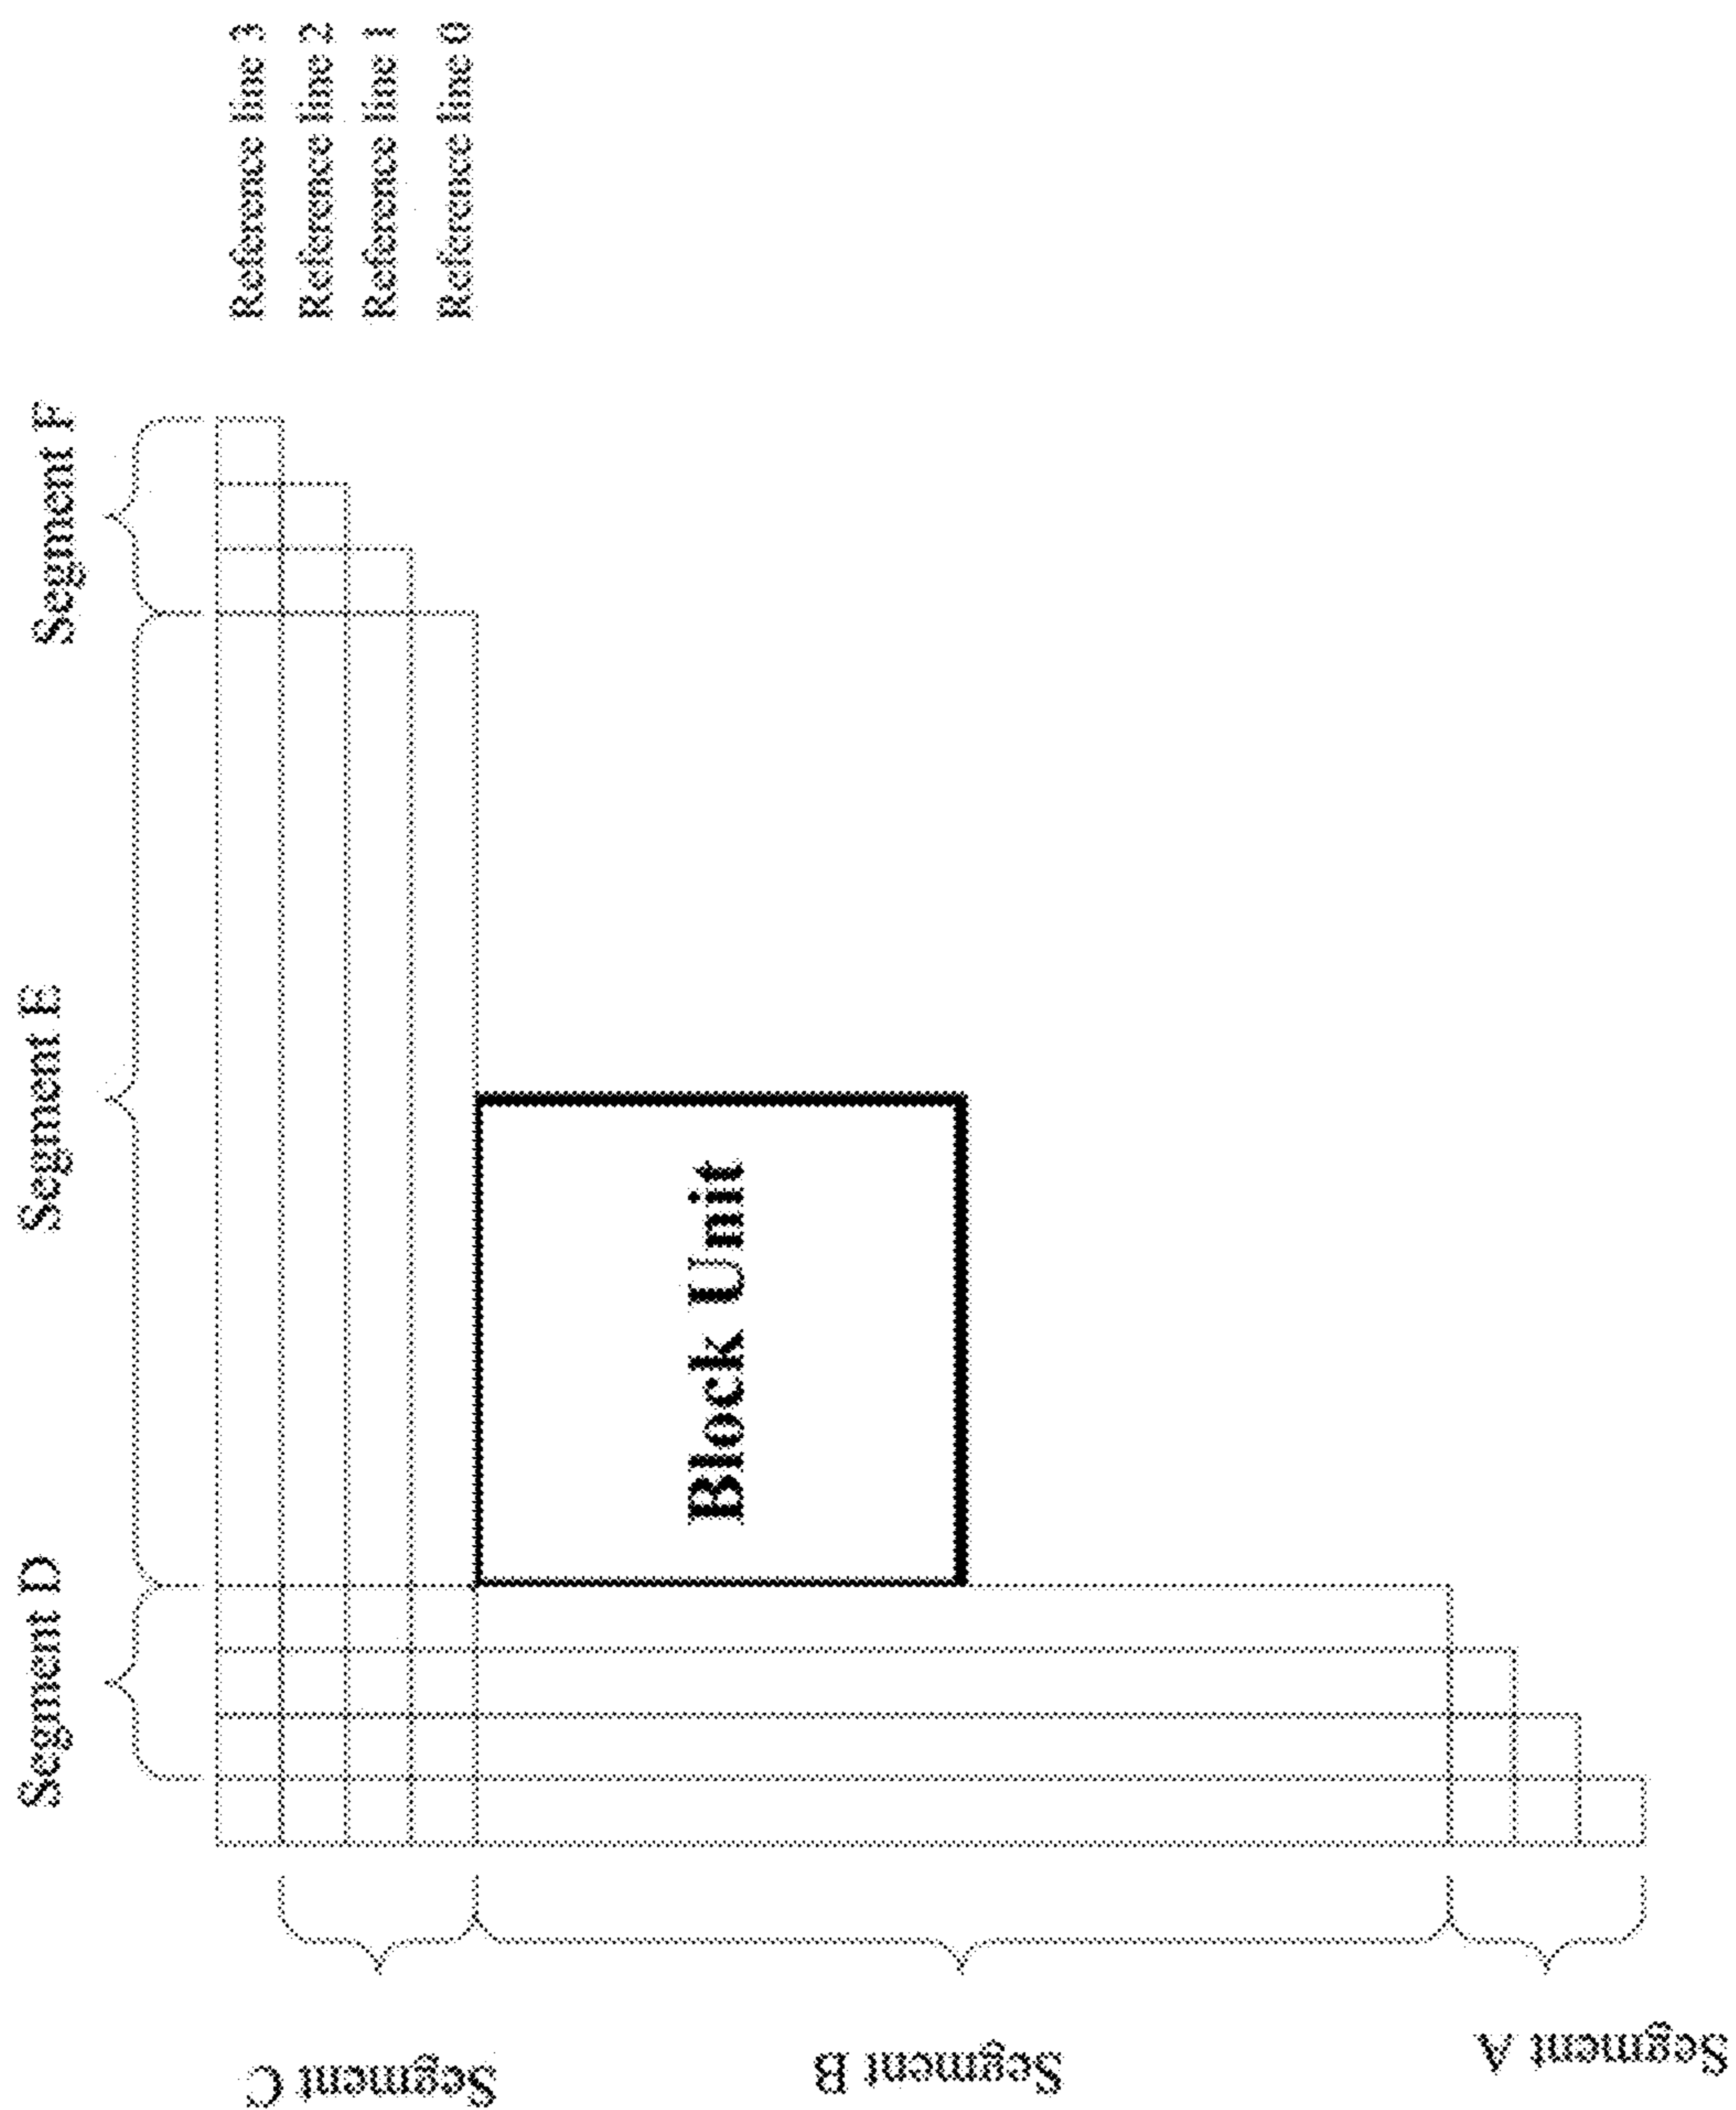 Segment D
Segment E
Segment F
Reference line 3
Reference line 2
Reference line 1
Reference line 0
Block Unit
Segment C
Segment B
Segment A